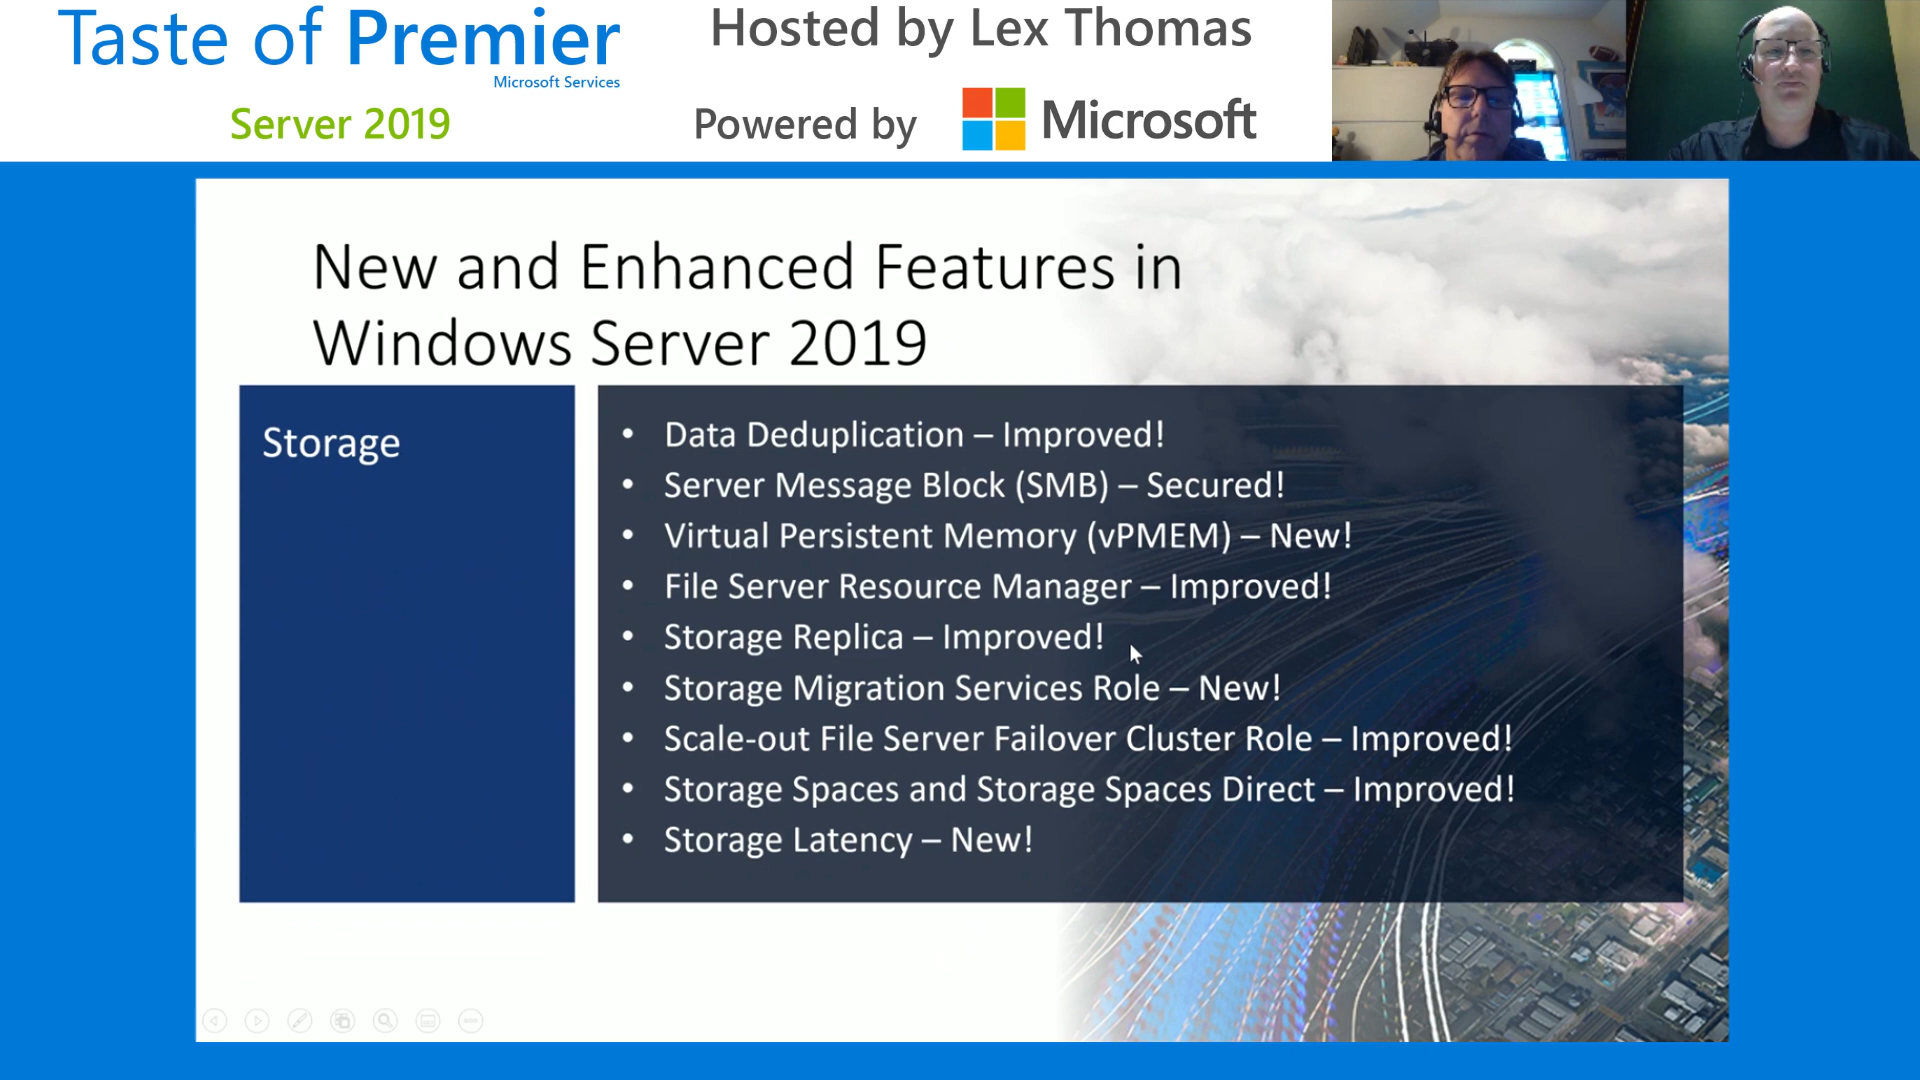 Taste of Premier
Microsoft Services
Server 2019
Hosted by Lex Thomas
Powered by Microsoft
New and Enhanced Features in
Windows Server 2019
Storage
• Data Deduplication – Improved!
• Server Message Block (SMB) – Secured!
• Virtual Persistent Memory (vPMEM) – New!
• File Server Resource Manager – Improved!
• Storage Replica – Improved!
• Storage Migration Services Role – New!
• Scale-out File Server Failover Cluster Role – Improved!
• Storage Spaces and Storage Spaces Direct – Improved!
• Storage Latency – New!